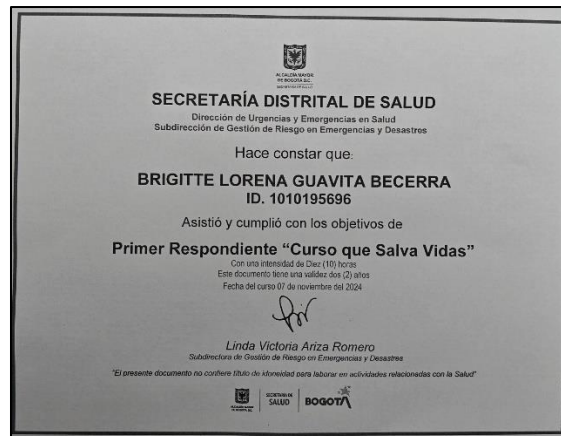 ALCALDÍA MAYOR
DE BOGOTÁ D.C.
SECRETARÍA DISTRITAL DE SALUD
Dirección de Urgencias y Emergencias en Salud
Subdirección de Gestión de Riesgo en Emergencias y Desastres
Hace constar que:
BRIGITTE LORENA GUAVITA BECERRA
ID. 1010195696
Asistió y cumplió con los objetivos de
Primer Respondiente “Curso que Salva Vidas”
Con una intensidad de Diez (10) horas
Este documento tiene una validez dos (2) años
Fecha del curso 07 de noviembre del 2024
Linda Victoria Ariza Romero
Subdirectora de Gestión de Riesgo en Emergencias y Desastres
"El presente documento no confiere título de idoneidad para laborar en actividades relacionadas con la Salud"
SECRETARÍA DE
SALUD
BOGOTÁ